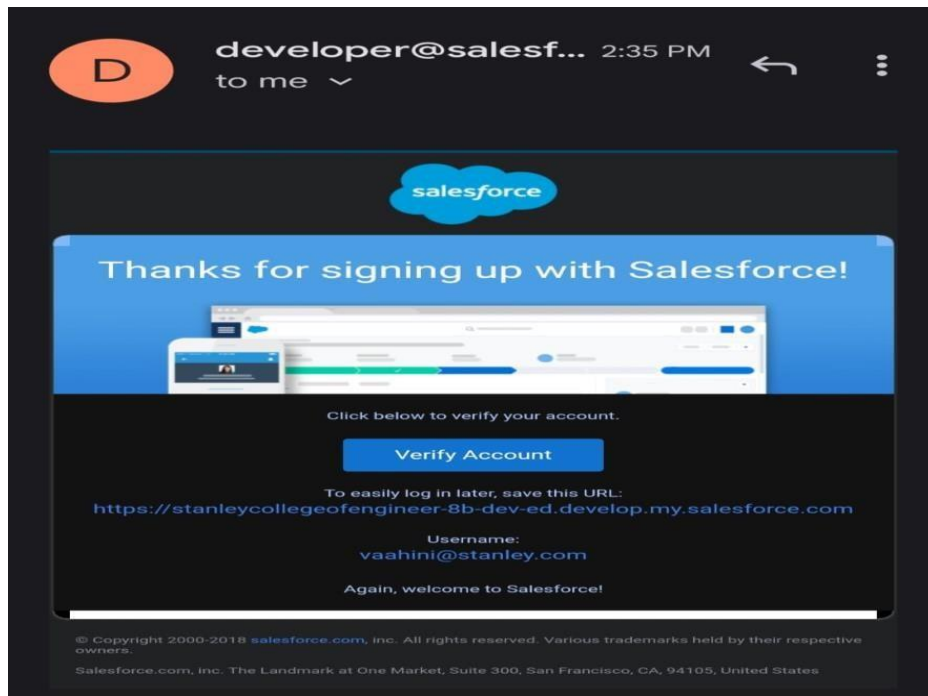 D
developer@salesf... 2:35 PM
to me
salesforce
Thanks for signing up with Salesforce!
Click below to verify your account.
Verify Account
To easily log in later, save this URL:
https://stanleycollegeofengineer-8b-dev-ed.develop.my.salesforce.com
Username:
vaahini@stanley.com
Again, welcome to Salesforce!
© Copyright 2000-2018 salesforce.com, inc. All rights reserved. Various trademarks held by their respective
owners.
Salesforce.com, inc. The Landmark at One Market, Suite 300, San Francisco, CA, 94105, United States